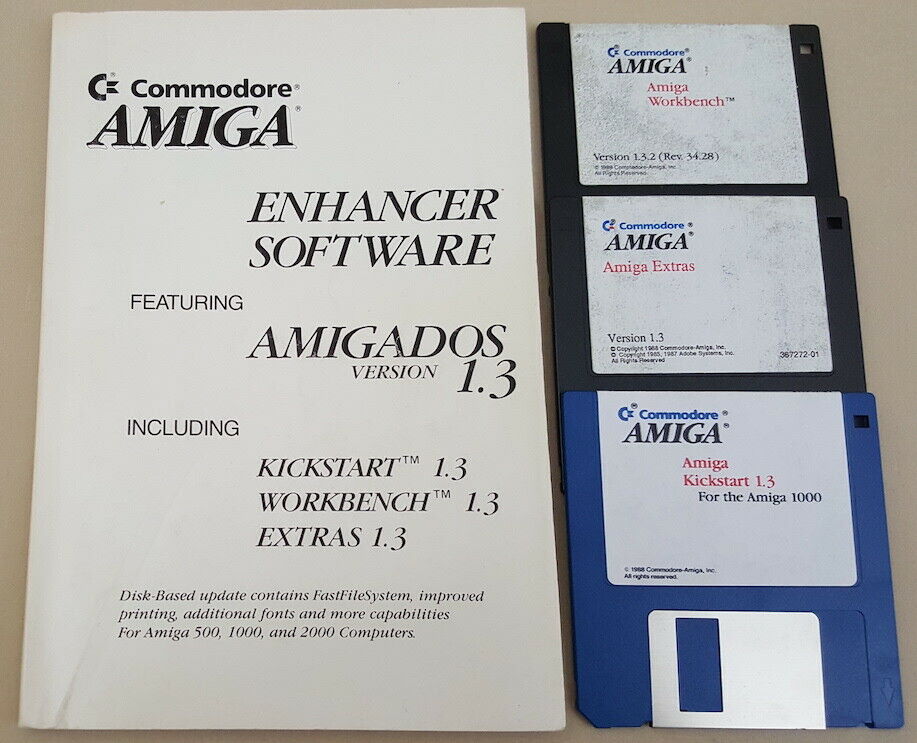 Commodore®
AMIGA®
ENHANCER
SOFTWARE
FEATURING
AMIGADOS
VERSION 1.3
INCLUDING
KICKSTART™ 1.3
WORKBENCH™ 1.3
EXTRAS 1.3
Disk-Based update contains FastFileSystem, improved
printing, additional fonts and more capabilities
For Amiga 500, 1000, and 2000 Computers.
Commodore®
AMIGA®
Amiga
Workbench™
Version 1.3.2 (Rev. 34.28)
© 1988 Commodore-Amiga, Inc.
All Rights Reserved.
Commodore®
AMIGA®
Amiga Extras
Version 1.3
© Copyright 1988 Commodore-Amiga, Inc.
© Copyright 1985, 1987 Adobe Systems, Inc.
All Rights Reserved
367272-01
Commodore®
AMIGA®
Amiga
Kickstart 1.3
For the Amiga 1000
© 1988 Commodore-Amiga, Inc.
All rights reserved.